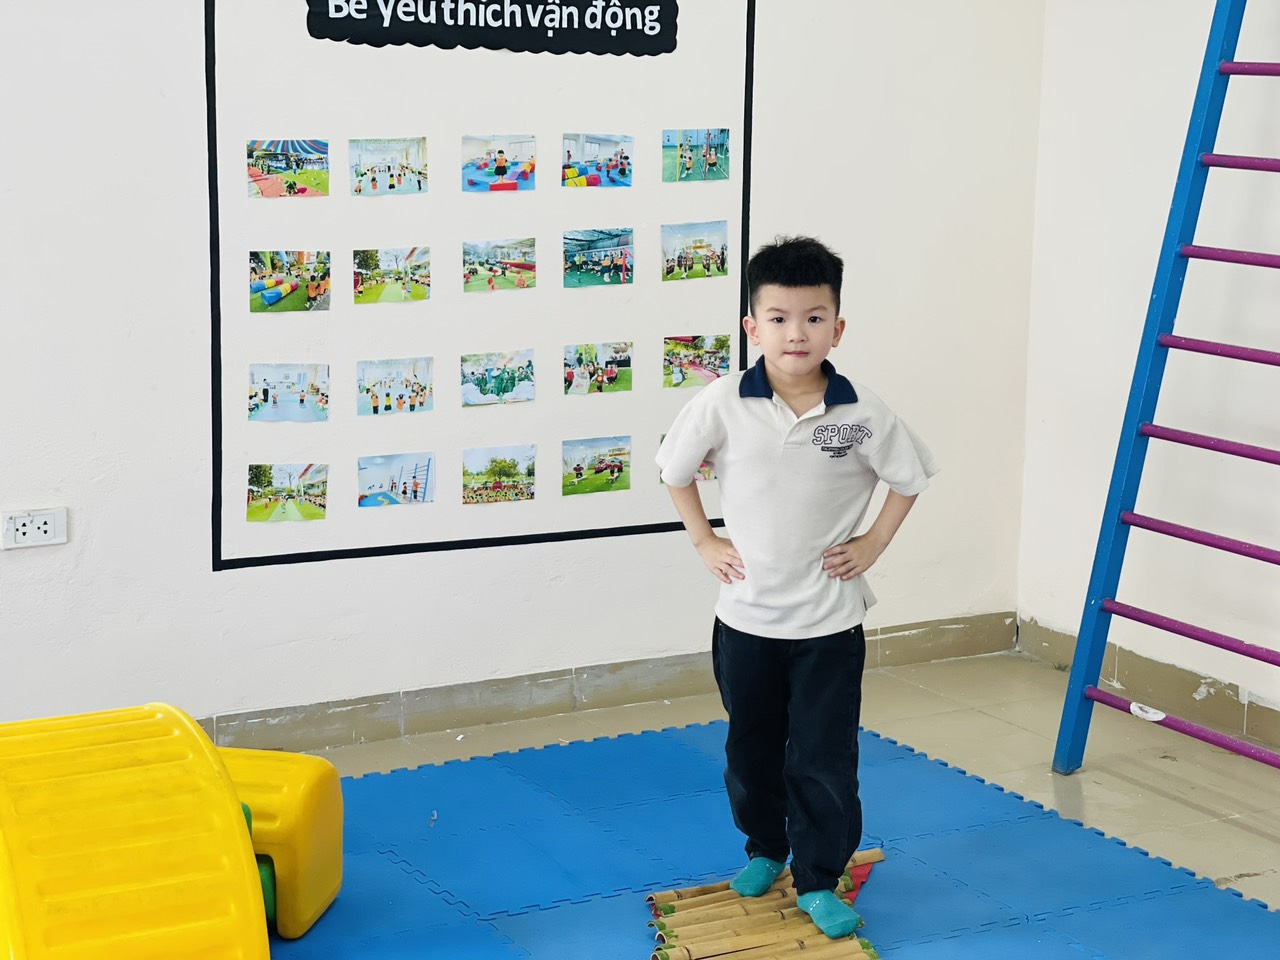 Bé yêu thích vận động
SPORT